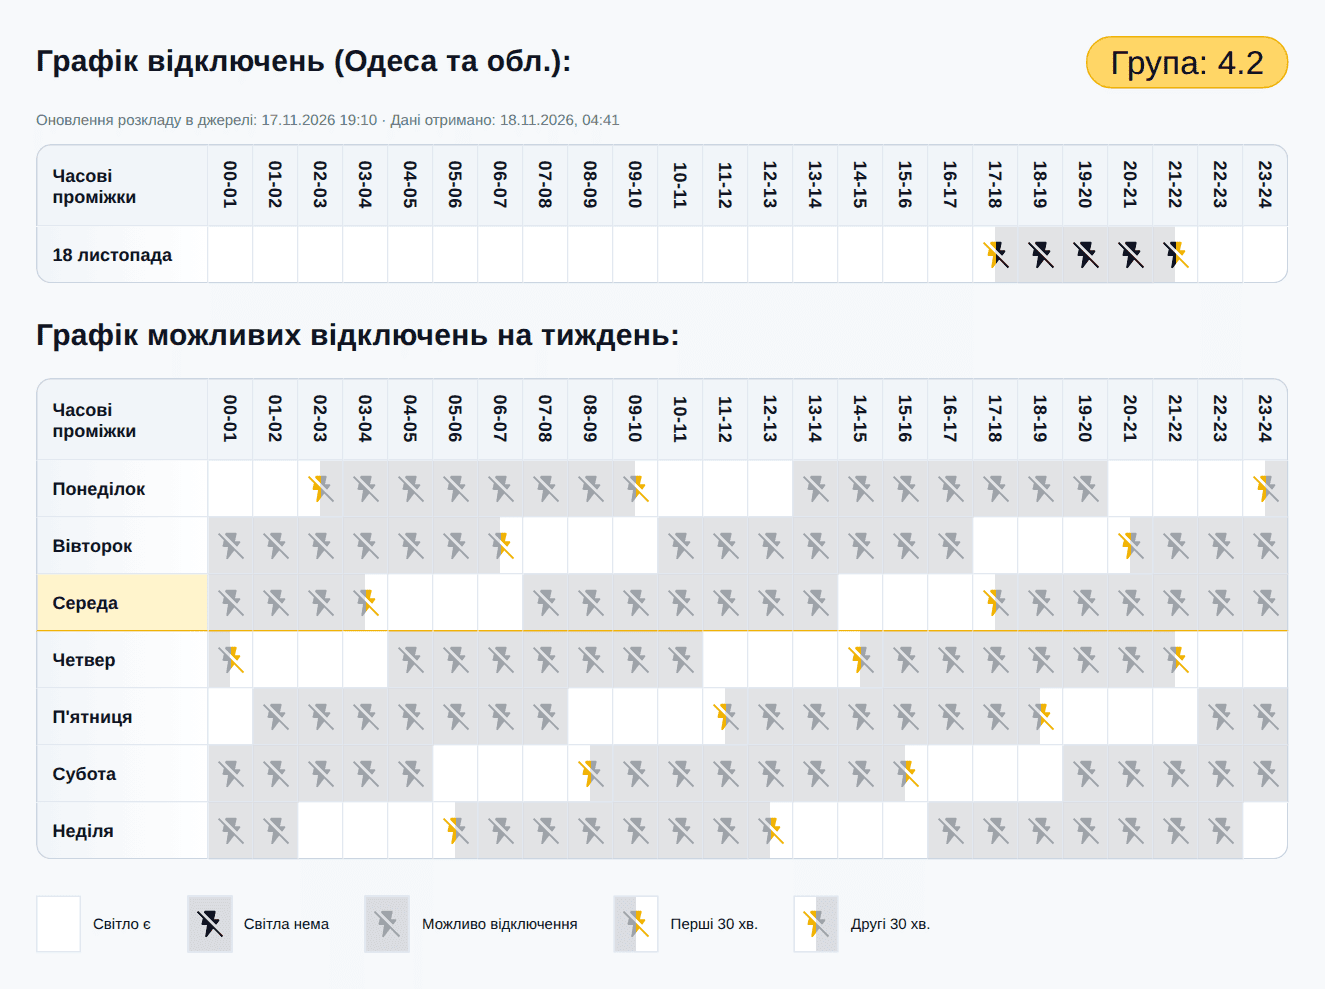 Графік відключень (Одеса та обл.):
Група: 4.2
Оновлення розкладу в джерелі: 17.11.2026 19:10 · Дані отримано: 18.11.2026, 04:41
Часові проміжки 00-01 01-02 02-03 03-04 04-05 05-06 06-07 07-08 08-09 09-10 10-11 11-12 12-13 13-14 14-15 15-16 16-17 17-18 18-19 19-20 20-21 21-22 22-23 23-24
18 листопада
Графік можливих відключень на тиждень:
Часові проміжки 00-01 01-02 02-03 03-04 04-05 05-06 06-07 07-08 08-09 09-10 10-11 11-12 12-13 13-14 14-15 15-16 16-17 17-18 18-19 19-20 20-21 21-22 22-23 23-24
Понеділок
Вівторок
Середа
Четвер
П'ятниця
Субота
Неділя
Світло є
Світла нема
Можливо відключення
Перші 30 хв.
Другі 30 хв.